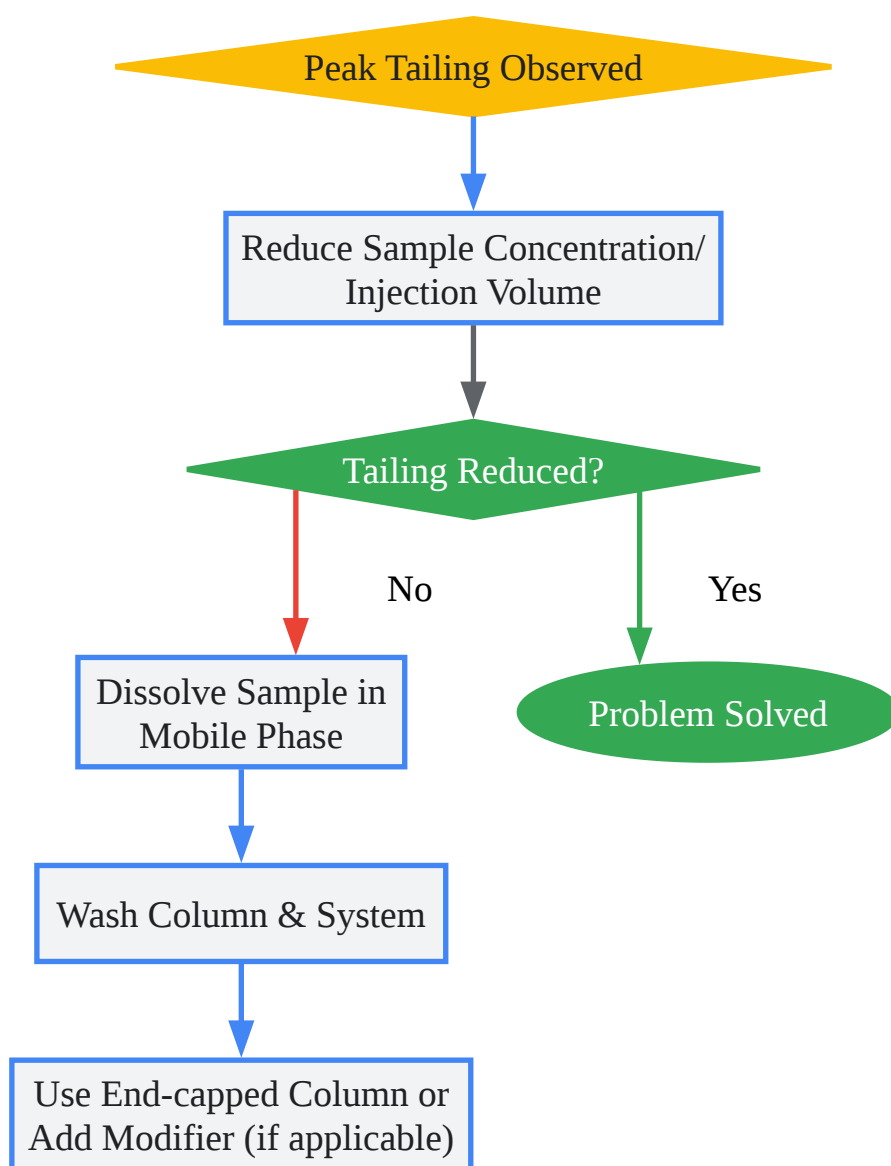 Peak Tailing Observed
Reduce Sample Concentration/
Injection Volume
Tailing Reduced?
No
Yes
Dissolve Sample in
Mobile Phase
Problem Solved
Wash Column & System
Use End-capped Column or
Add Modifier (if applicable)